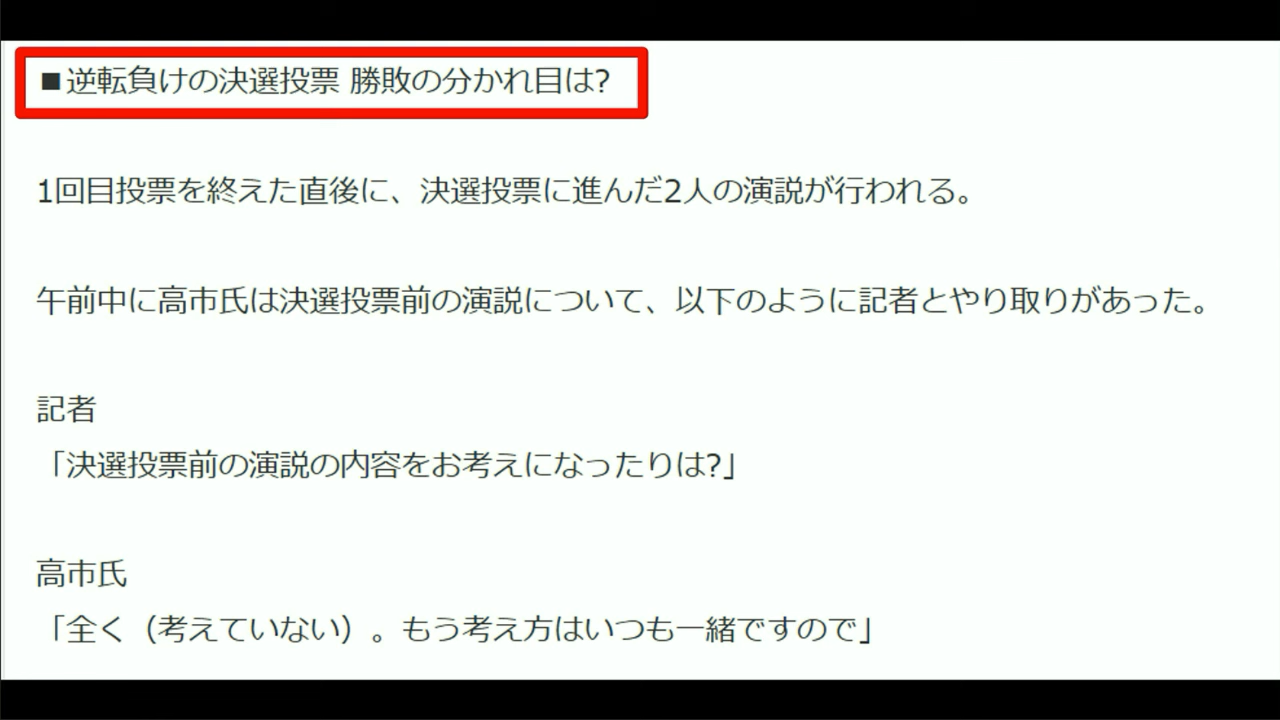 ■逆転負けの決選投票 勝敗の分かれ目は?
1回目投票を終えた直後に、決選投票に進んだ2人の演説が行われる。
午前中に高市氏は決選投票前の演説について、以下のように記者とやり取りがあった。
記者
「決選投票前の演説の内容をお考えになったりは?」
高市氏
「全く（考えていない）。もう考え方はいつも一緒ですので」